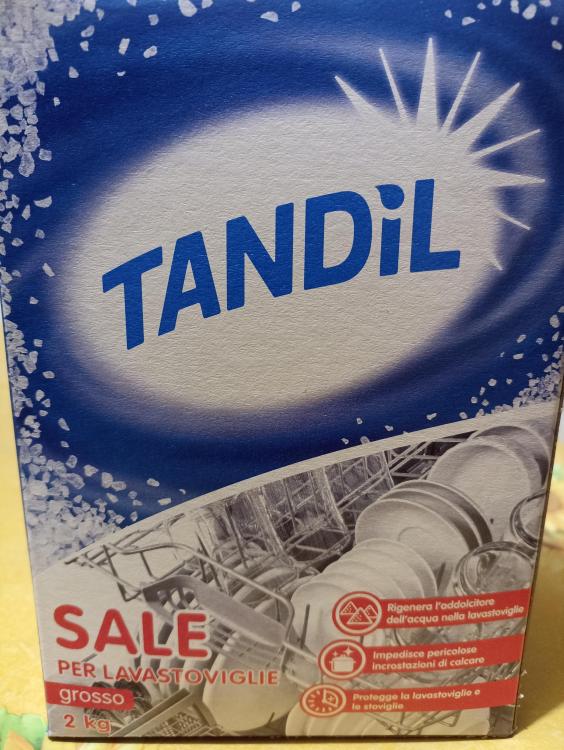 TANDiL
SALE
PER LAVASTOVIGLIE
grosso
2 kg
Rigenera l'addolcitore
dell'acqua nella lavastoviglie
Impedisce pericolose
incrostazioni di calcare
Protegge la lavastoviglie e
le stoviglie